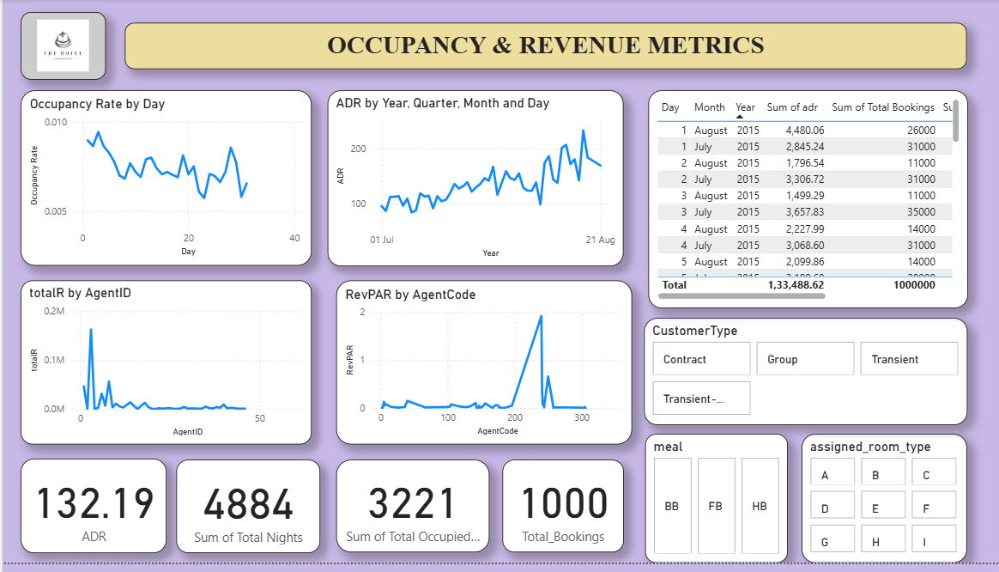 THE HOTEL
OCCUPANCY & REVENUE METRICS
Occupancy Rate by Day
0.010
0.005
Occupancy Rate
0 20 40
Day
ADR by Year, Quarter, Month and Day
200
100
ADR
01 Jul 21 Aug
Year
Day Month Year Sum of adr Sum of Total Bookings Su
1 August 2015 4,480.06 26000
1 July 2015 2,845.24 31000
2 August 2015 1,796.54 11000
2 July 2015 3,306.72 31000
3 August 2015 1,499.29 11000
3 July 2015 3,657.83 35000
4 August 2015 2,227.99 14000
4 July 2015 3,068.60 31000
5 August 2015 2,099.86 14000
Total 1,33,488.62 1000000
totalR by AgentID
0.2M
0.1M
0.0M
totalR
0 50
AgentID
RevPAR by AgentCode
2
1
0
RevPAR
0 100 200 300
AgentCode
CustomerType
Contract Group Transient
Transient-...
132.19
ADR
4884
Sum of Total Nights
3221
Sum of Total Occupied...
1000
Total_Bookings
meal
BB FB HB
assigned_room_type
A B C
D E F
G H I